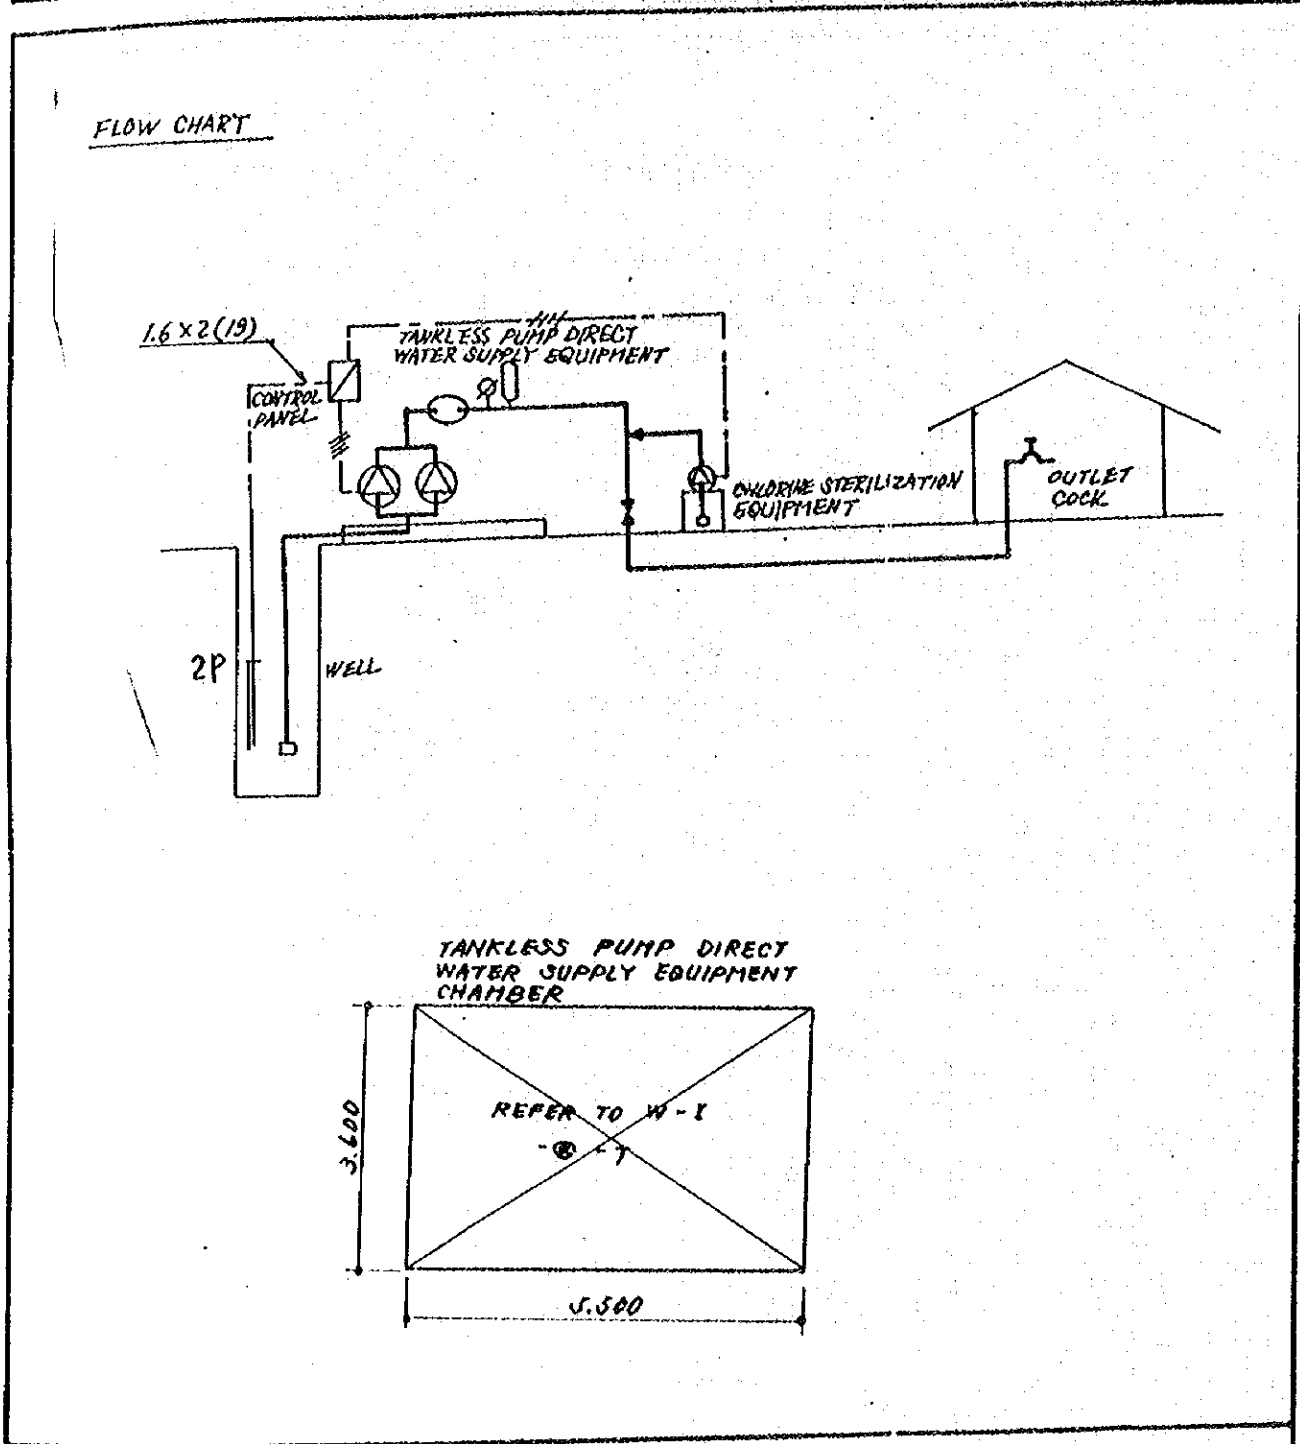 FLOW CHART
1.6×2(19)
TANKLESS PUMP DIRECT
WATER SUPPLY EQUIPMENT
CONTROL
PANEL
CHLORINE STERILIZATION
EQUIPMENT
OUTLET
COCK
2P
WELL
TANKLESS PUMP DIRECT
WATER SUPPLY EQUIPMENT
CHAMBER
REFER TO W-I
3.600
5.500